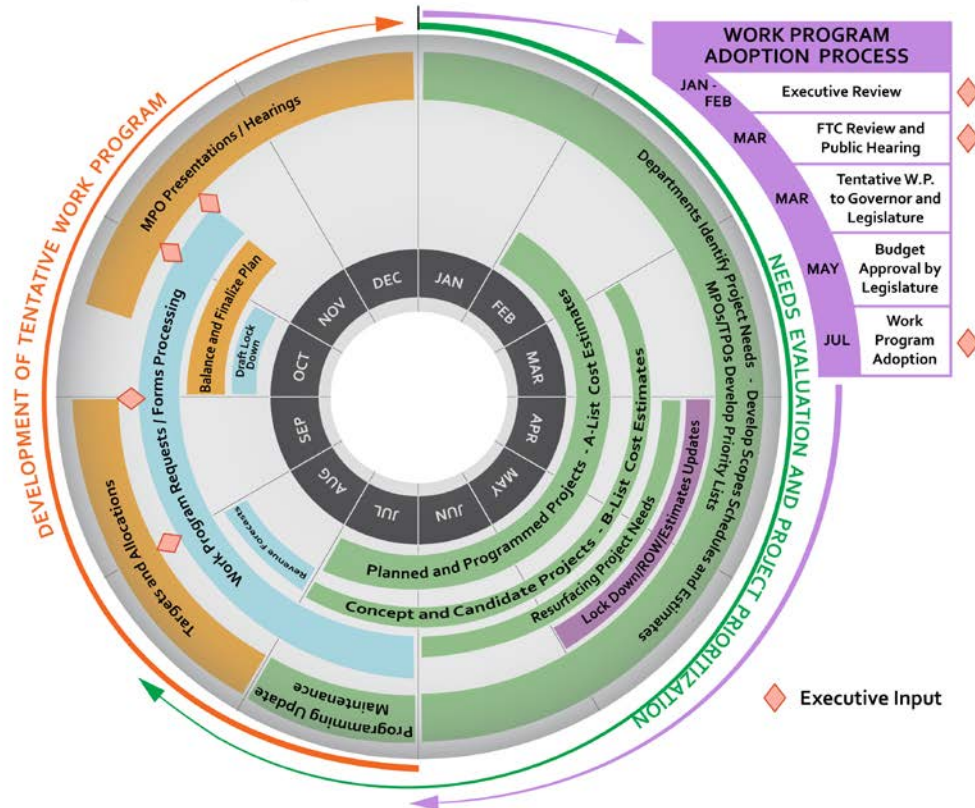 WORK PROGRAM
ADOPTION PROCESS
JAN -
FEB
Executive Review
MAR
FTC Review and
Public Hearing
MAR
Tentative W.P.
to Governor and
Legislature
MAY
Budget
Approval by
Legislature
JUL
Work
Program
Adoption
DEVELOPMENT OF TENTATIVE WORK PROGRAM
NEEDS EVALUATION AND PROJECT PRIORITIZATION
MPO Presentations / Hearings
Departments Identify Project Needs - Develop Scopes Schedules and Estimates
MPOs/TPOs Develop Priority Lists
Work Program Requests / Forms Processing
Balance and Finalize Plan
Draft Lock
Down
JAN
FEB
MAR
APR
MAY
JUN
JUL
AUG
SEP
OCT
NOV
DEC
Planned and Programmed Projects - A-List Cost Estimates
Concept and Candidate Projects - B-List Cost Estimates
Resurfacing Project Needs
Lock Down/ROW/Estimates Updates
Revenue Forecasts
Targets and Allocations
Programming Update
Maintenance
Executive Input